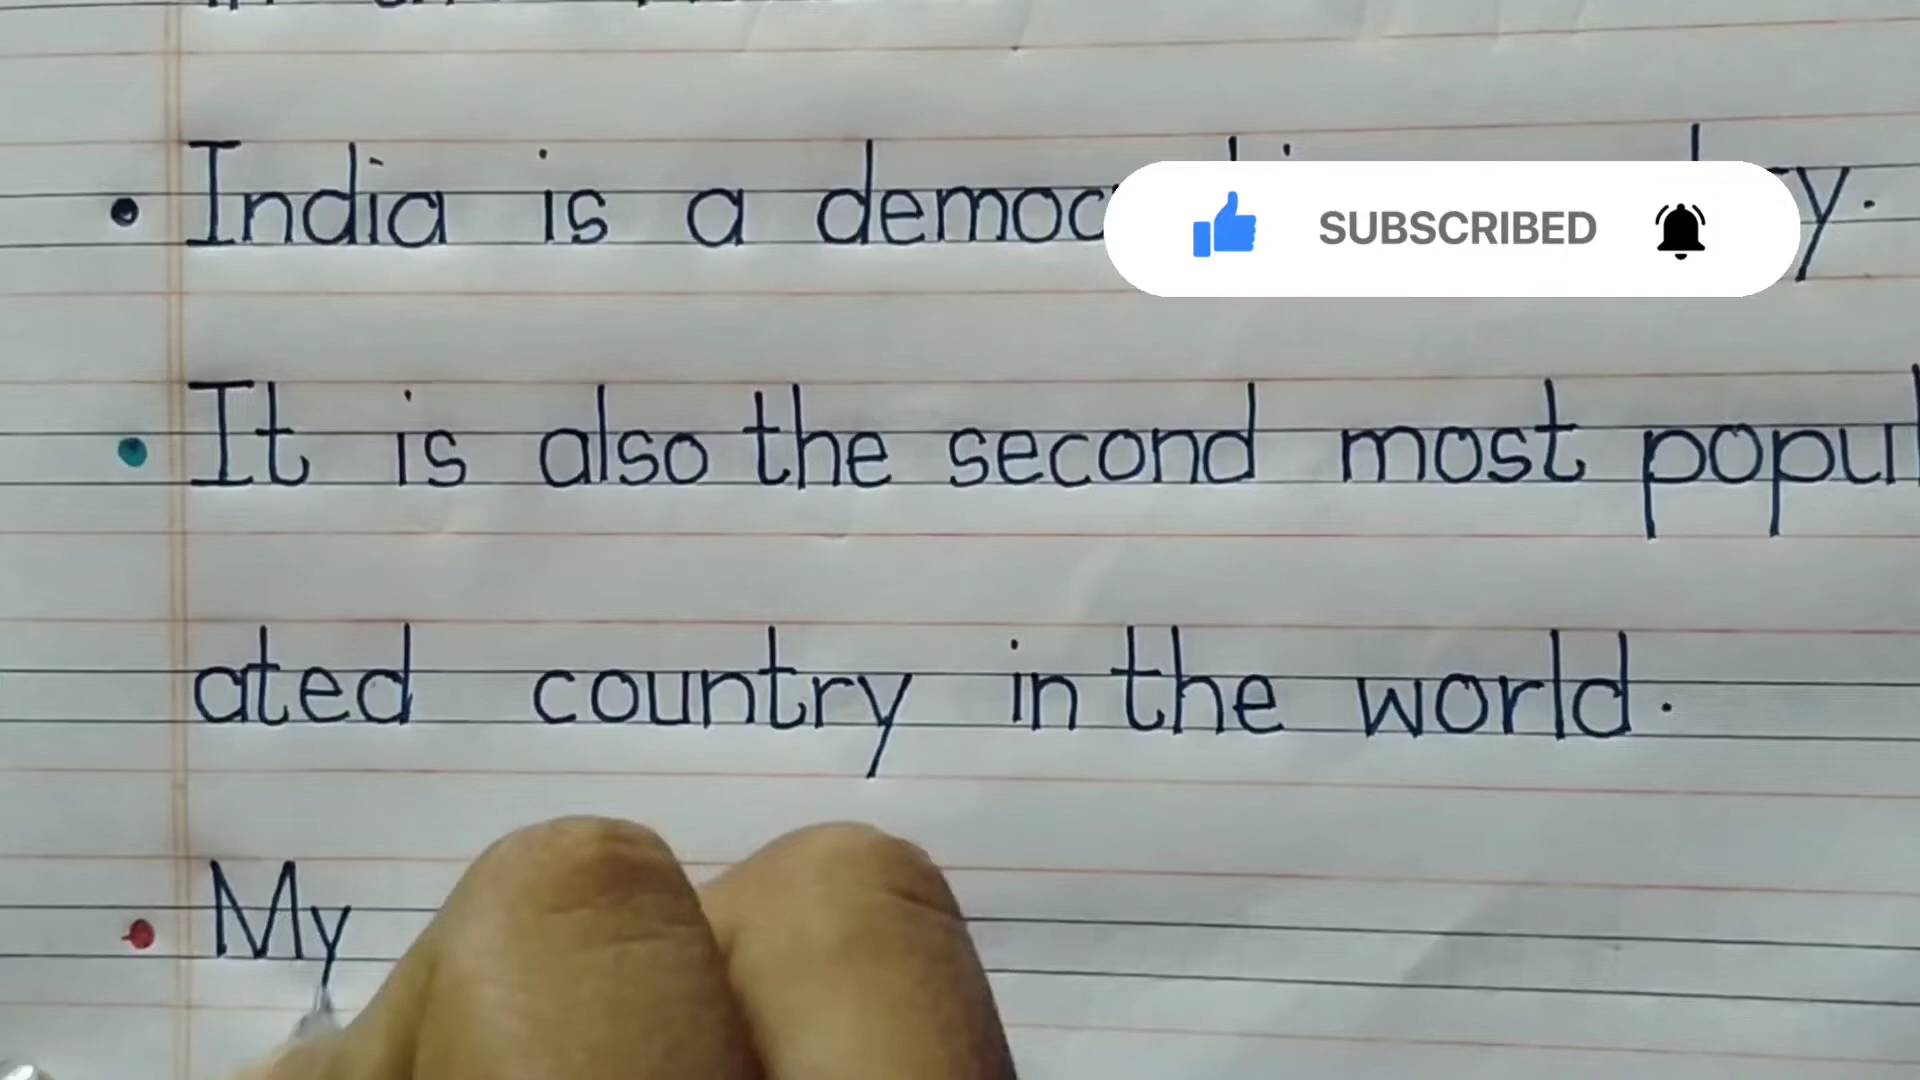 India is a democ
SUBSCRIBED
It is also the second most popul
ated country in the world.
My